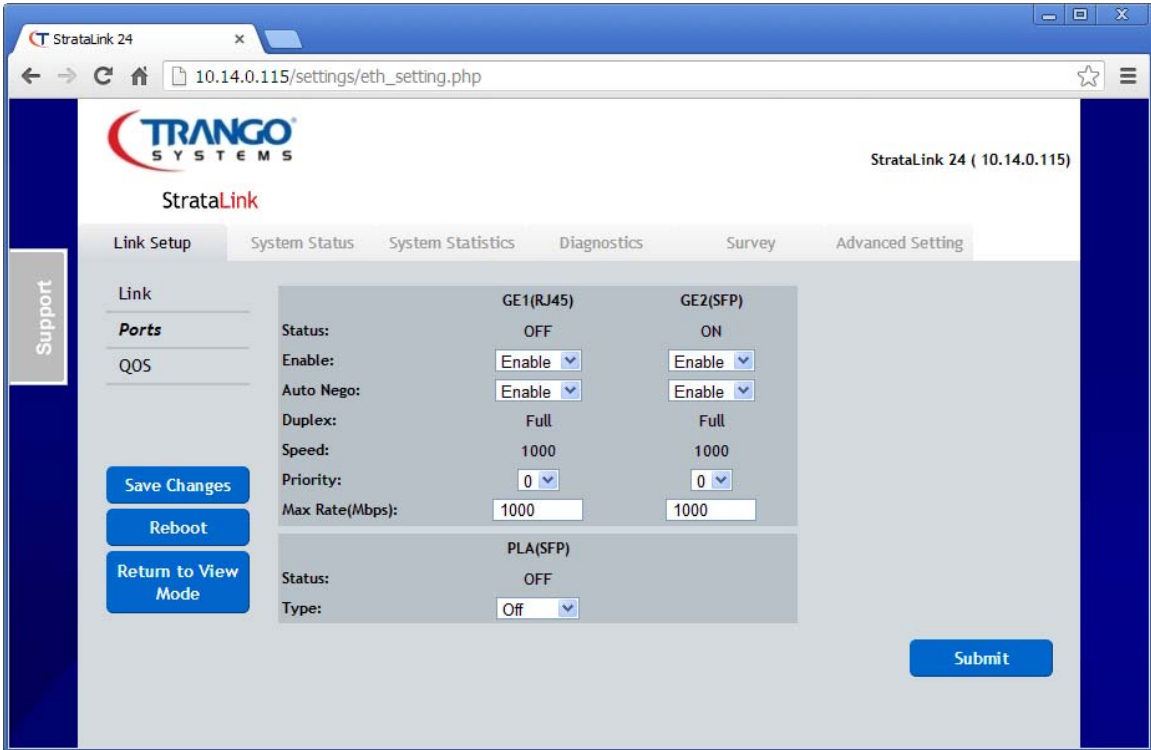 StrataLink 24
10.14.0.115/settings/eth_setting.php
TRANGO
SYSTEMS
StrataLink 24 ( 10.14.0.115)
StrataLink
Link Setup System Status System Statistics Diagnostics Survey Advanced Setting
Support
Link
Ports
QOS
Save Changes
Reboot
Return to View
Mode
GE1(RJ45) GE2(SFP)
Status: OFF ON
Enable: Enable Enable
Auto Nego: Enable Enable
Duplex: Full Full
Speed: 1000 1000
Priority: 0 0
Max Rate(Mbps): 1000 1000
PLA(SFP)
Status: OFF
Type: Off
Submit